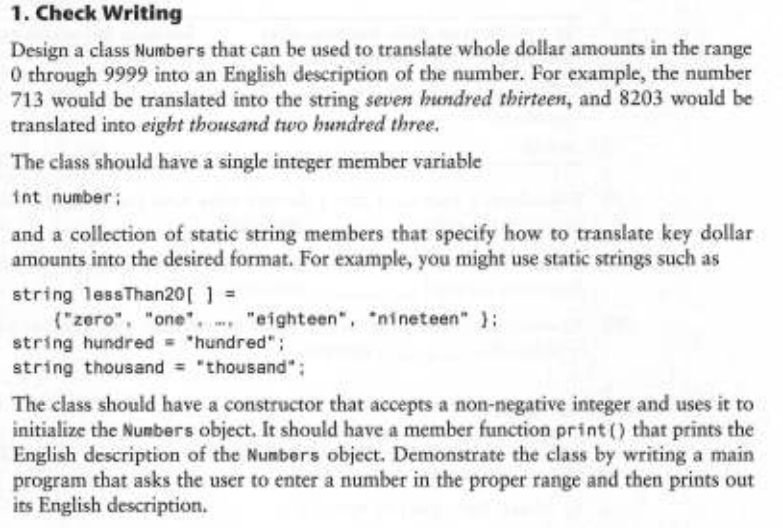 1. Check Writing
Design a class Numbers that can be used to translate whole dollar amounts in the range
0 through 9999 into an English description of the number. For example, the number
713 would be translated into the string seven hundred thirteen, and 8203 would be
translated into eight thousand two hundred three.
The class should have a single integer member variable
int number;
and a collection of static string members that specify how to translate key dollar
amounts into the desired format. For example, you might use static strings such as
string lessThan20[ ] =
{"zero", "one", …, "eighteen", "nineteen" };
string hundred = "hundred";
string thousand = "thousand";
The class should have a constructor that accepts a non-negative integer and uses it to
initialize the Numbers object. It should have a member function print() that prints the
English description of the Numbers object. Demonstrate the class by writing a main
program that asks the user to enter a number in the proper range and then prints out
its English description.